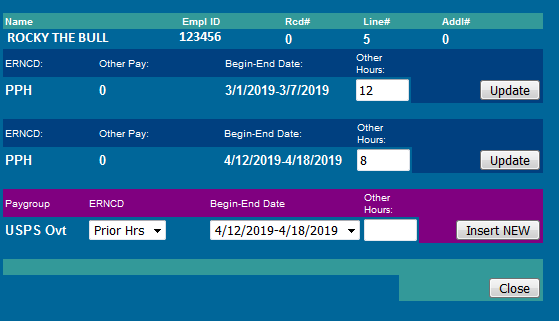 Name Empl ID Rcd# Line# Addl#
ROCKY THE BULL 123456 0 5 0
ERNCD: Other Pay: Begin-End Date: Other Hours:
PPH 0 3/1/2019-3/7/2019 12 Update
ERNCD: Other Pay: Begin-End Date: Other Hours:
PPH 0 4/12/2019-4/18/2019 8 Update
Paygroup ERNCD Begin-End Date Other Hours:
USPS Ovt Prior Hrs 4/12/2019-4/18/2019 Insert NEW
Close